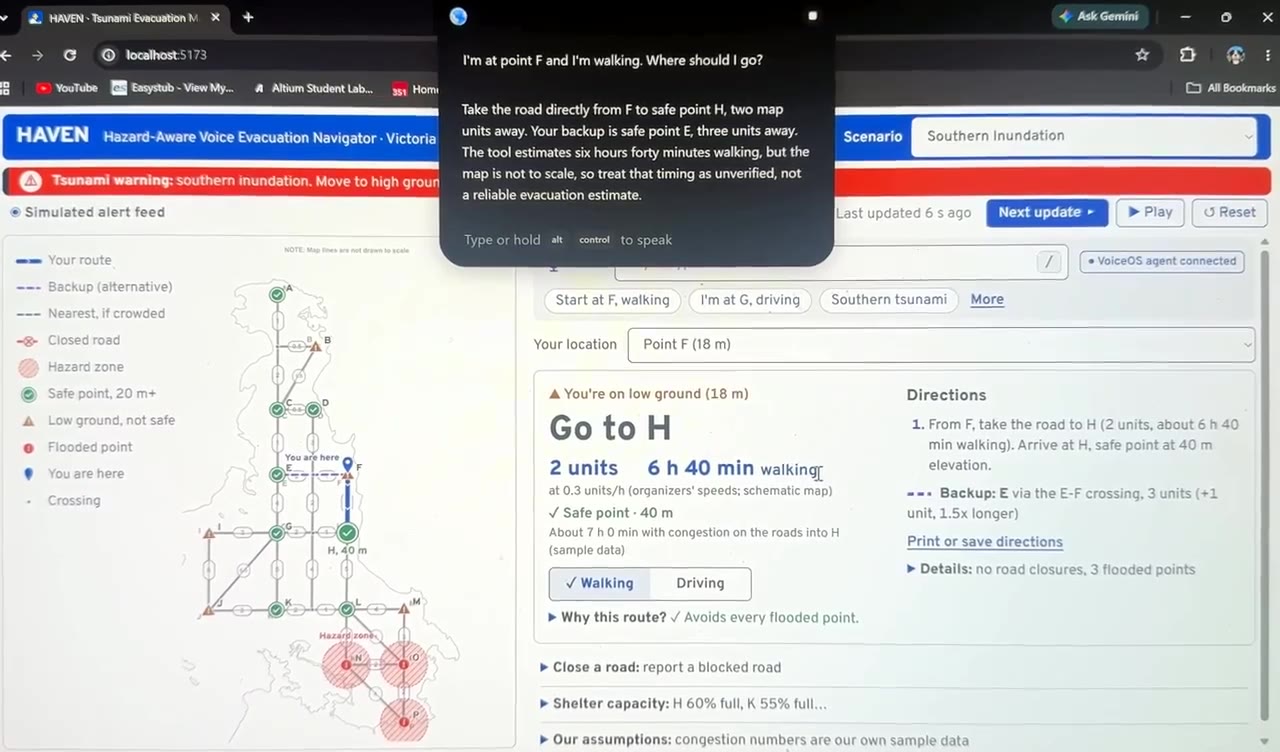 HAVEN - Tsunami Evacuation M
Ask Gemini
localhost:5173
YouTube
es
Easystub - View My...
Altium Student Lab...
351
Hom
All Bookmarks
I'm at point F and I'm walking. Where should I go?
Take the road directly from F to safe point H, two map
units away. Your backup is safe point E, three units away.
The tool estimates six hours forty minutes walking, but the
map is not to scale, so treat that timing as unverified, not
a reliable evacuation estimate.
Type or hold alt control to speak
HAVEN Hazard-Aware Voice Evacuation Navigator · Victoria
Scenario
Southern Inundation
Tsunami warning: southern inundation. Move to high groun
Simulated alert feed
Last updated 6 s ago
Next update
Play
Reset
NOTE: Map lines are not drawn to scale
Your route
Backup (alternative)
Nearest, if crowded
Closed road
Hazard zone
Safe point, 20 m+
Low ground, not safe
Flooded point
You are here
Crossing
A
B
C
D
You are here
E
F
I
G
H, 40 m
J
K
L
M
Hazard zone
N
O
P
/
VoiceOS agent connected
Start at F, walking
I'm at G, driving
Southern tsunami
More
Your location
Point F (18 m)
You're on low ground (18 m)
Go to H
2 units 6 h 40 min walking
at 0.3 units/h (organizers' speeds; schematic map)
✓ Safe point · 40 m
About 7 h 0 min with congestion on the roads into H
(sample data)
✓ Walking
Driving
Why this route? ✓ Avoids every flooded point.
Directions
1. From F, take the road to H (2 units, about 6 h 40
min walking). Arrive at H, safe point at 40 m
elevation.
Backup: E via the E-F crossing, 3 units (+1
unit, 1.5x longer)
Print or save directions
Details: no road closures, 3 flooded points
Close a road: report a blocked road
Shelter capacity: H 60% full, K 55% full...
Our assumptions: congestion numbers are our own sample data